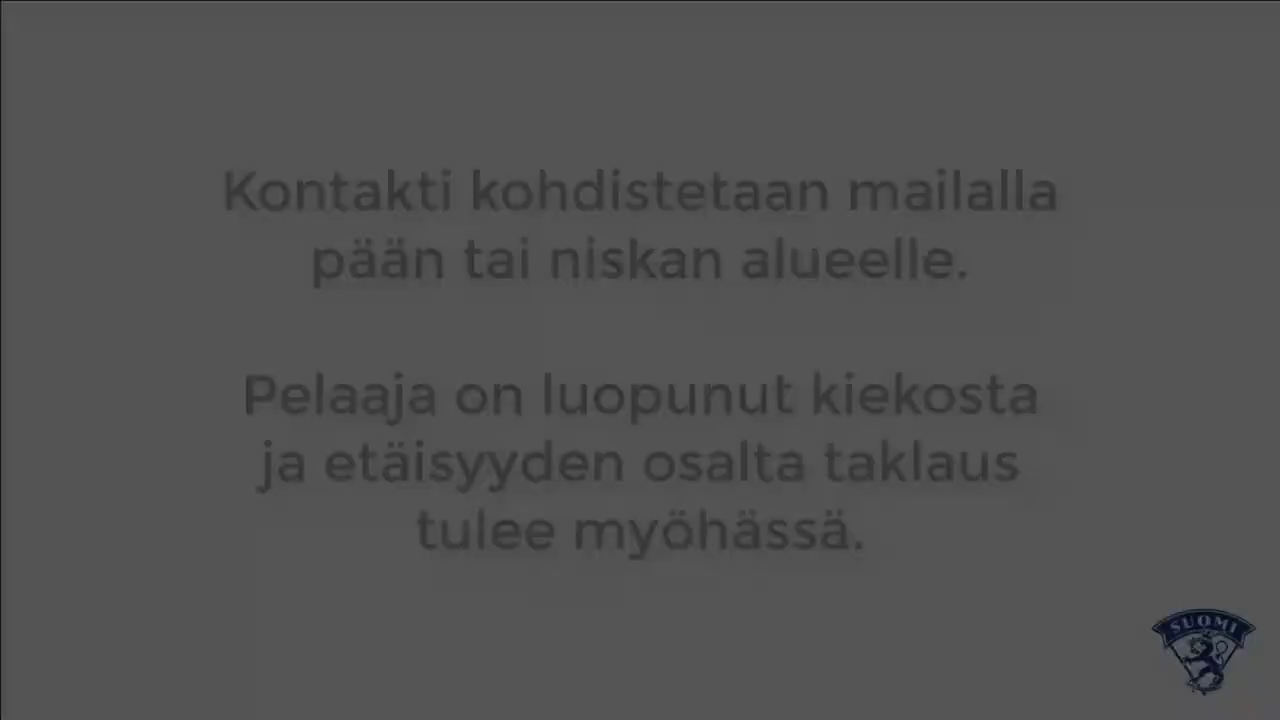 Kontakti kohdistetaan mailalla
pään tai niskan alueelle.
Pelaaja on luopunut kiekosta
ja etäisyyden osalta taklaus
tulee myöhässä.
SUOMI